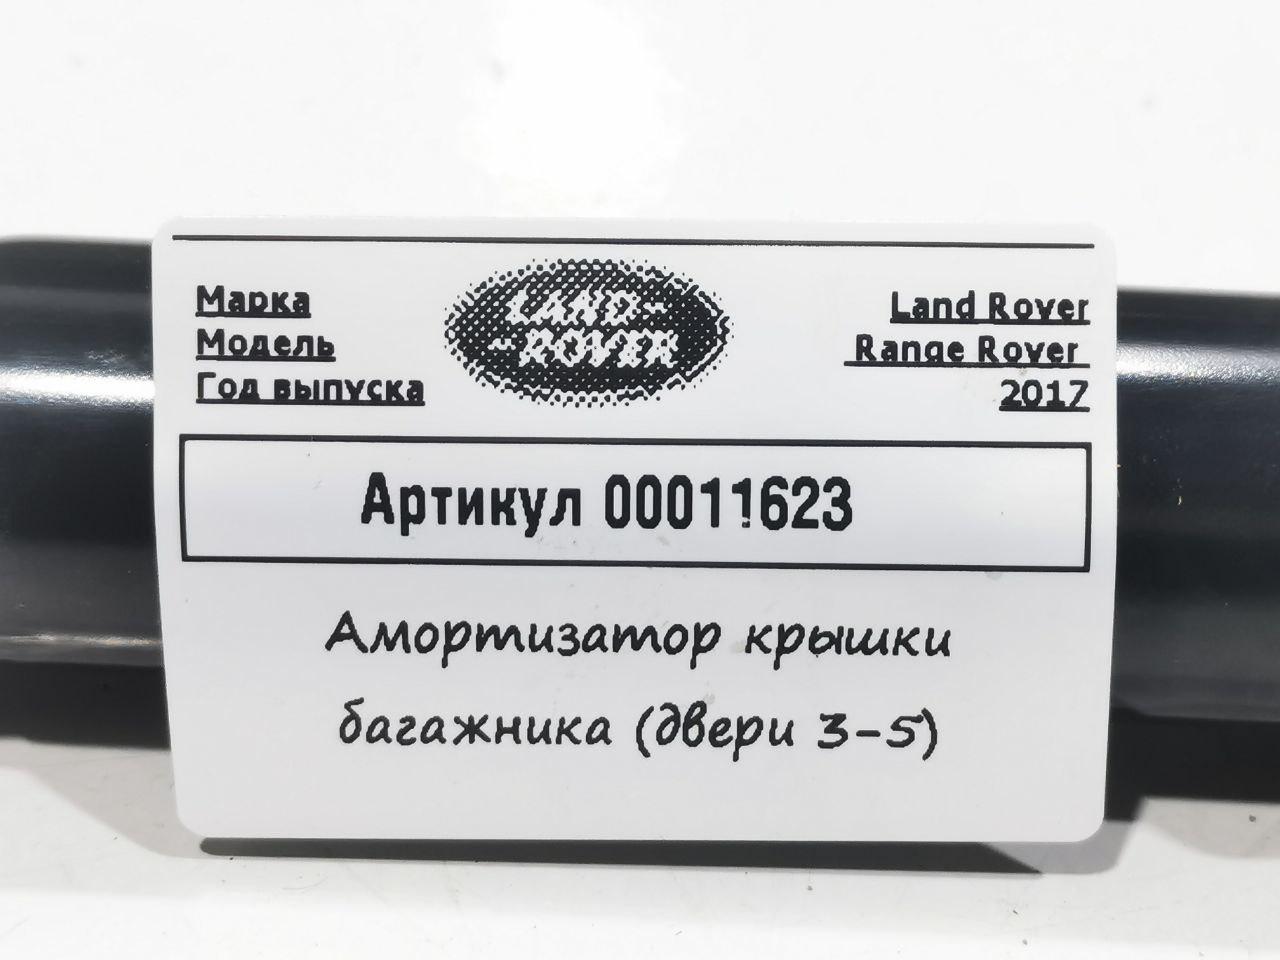 Марка
Модель
Год выпуска
LAND-
-ROVER
Land Rover
Range Rover
2017
Артикул 00011623
Амортизатор крышки
багажника (двери 3-5)